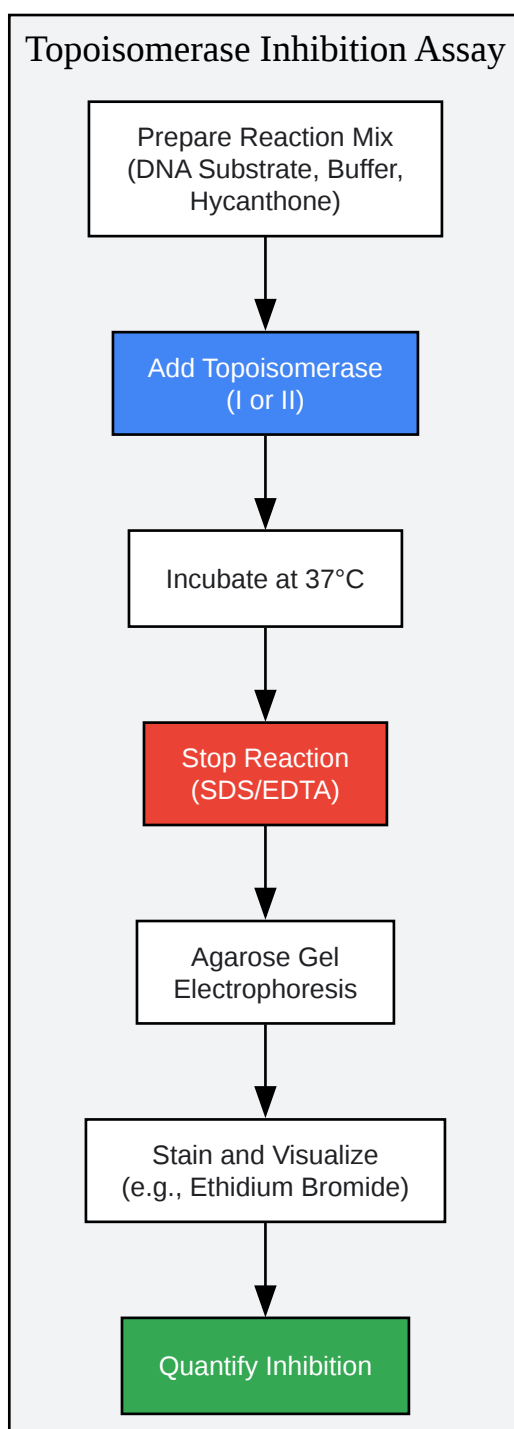 Topoisomerase Inhibition Assay
Prepare Reaction Mix
(DNA Substrate, Buffer,
Hycanthone)
Add Topoisomerase
(I or II)
Incubate at 37°C
Stop Reaction
(SDS/EDTA)
Agarose Gel
Electrophoresis
Stain and Visualize
(e.g., Ethidium Bromide)
Quantify Inhibition